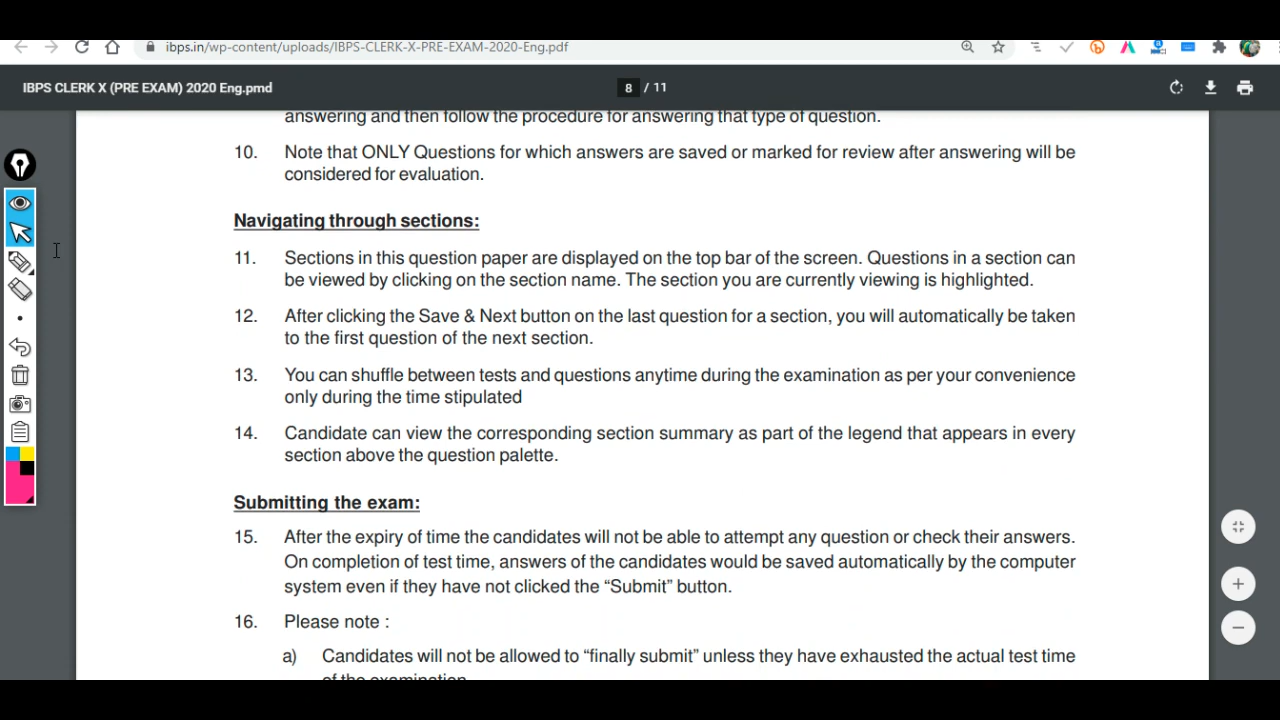 ibps.in/wp-content/uploads/IBPS-CLERK-X-PRE-EXAM-2020-Eng.pdf
IBPS CLERK X (PRE EXAM) 2020 Eng.pmd
8 / 11
answering and then follow the procedure for answering that type of question.
10. Note that ONLY Questions for which answers are saved or marked for review after answering will be
considered for evaluation.
Navigating through sections:
11. Sections in this question paper are displayed on the top bar of the screen. Questions in a section can
be viewed by clicking on the section name. The section you are currently viewing is highlighted.
12. After clicking the Save & Next button on the last question for a section, you will automatically be taken
to the first question of the next section.
13. You can shuffle between tests and questions anytime during the examination as per your convenience
only during the time stipulated
14. Candidate can view the corresponding section summary as part of the legend that appears in every
section above the question palette.
Submitting the exam:
15. After the expiry of time the candidates will not be able to attempt any question or check their answers.
On completion of test time, answers of the candidates would be saved automatically by the computer
system even if they have not clicked the “Submit” button.
16. Please note :
a) Candidates will not be allowed to “finally submit” unless they have exhausted the actual test time
of the examination